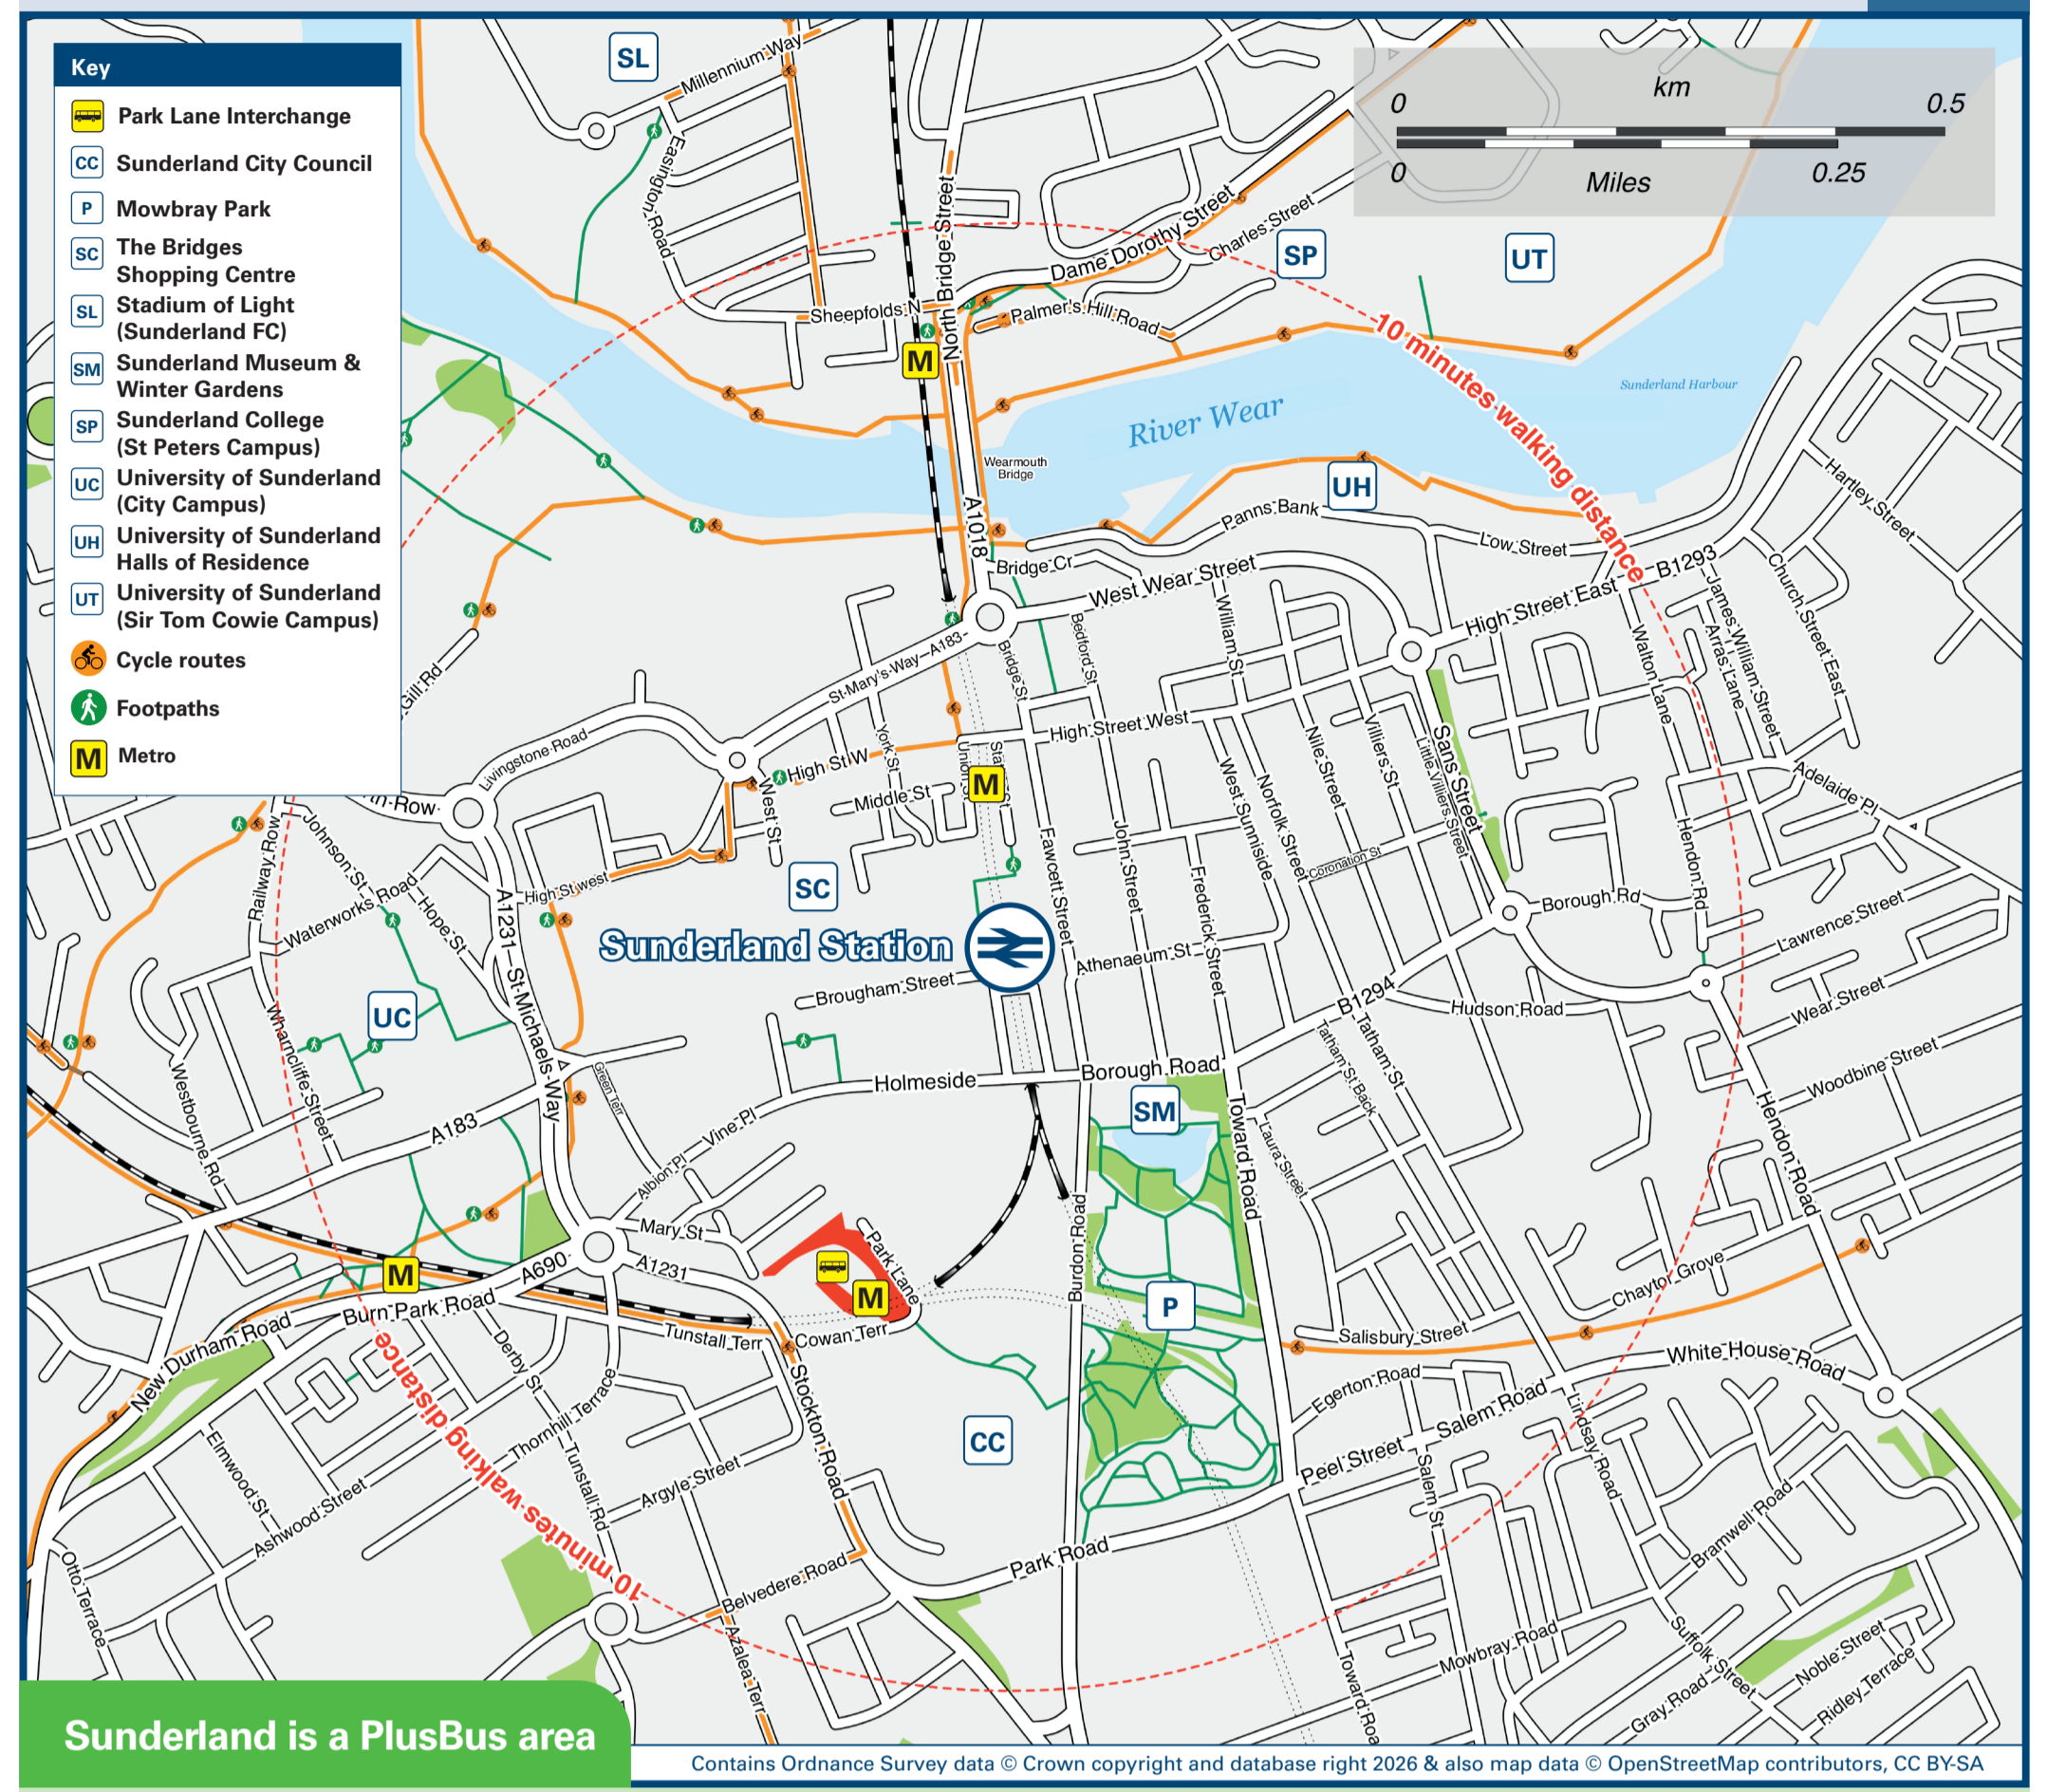 Key
Park Lane Interchange
CC Sunderland City Council
P Mowbray Park
SC The Bridges
Shopping Centre
SL Stadium of Light
(Sunderland FC)
SM Sunderland Museum &
Winter Gardens
SP Sunderland College
(St Peters Campus)
UC University of Sunderland
(City Campus)
UH University of Sunderland
Halls of Residence
UT University of Sunderland
(Sir Tom Cowie Campus)
Cycle routes
Footpaths
M Metro
km
0 0.5
0 0.25
Miles
SL
Millennium Way
Easington Road
North Bridge Street
Dame Dorothy Street
Charles Street
SP
UT
Sheepfolds N
Palmer's Hill Road
M
10 minutes walking distance
Sunderland Harbour
River Wear
Wearmouth
Bridge
A1018
UH
Panns Bank
Low Street
Hartley Street
Bridge Cr
West Wear Street
High Street East
B1293
Church Street East
James William Street
Arras Lane
Walton Lane
William St
Bedford St
Bridge St
St Mary's Way
A183
Gill Rd
Livingstone Road
High Street West
High St W
York St
Middle St
West St
M
Nile Street
Villiers St
Little Villiers Street
Sans Street
West Sunniside
Norfolk Street
Coronation St
Adelaide Pl
Hendon Rd
Johnson St
Railway Row
Waterworks Road
Hope St
High St west
A1231
St Michaels Way
SC
Fawcett Street
John Street
Frederick Street
Borough Rd
Lawrence Street
Sunderland Station
Athenaeum St
Brougham Street
B1294
Hudson Road
Wear Street
UC
Wharncliffe Street
Westbourne Rd
Green Terr
Holmeside
Borough Road
Tatham St
Tatham St Back
Woodbine Street
A183
Vine Pl
Albion Pl
SM
Toward Road
Laura Street
Hendon Road
Mary St
Park Lane
Burdon Road
A690
A1231
M
M
P
Chaytor Grove
New Durham Road
Burn Park Road
Tunstall Terr
Cowan Terr
Salisbury Street
White House Road
Derby St
Thornhill Terrace
Stockton Road
Egerton Road
Salem Road
Peel Street
Lindsay Road
CC
Elmwood St
Ashwood Street
Tunstall Rd
Argyle Street
Salem St
Bramwell Road
10 minutes walking distance
Otto Terrace
Belvedere Road
Park Road
Azalea Terr
Toward Roa
Mowbray Road
Suffolk Street
Gray Road
Noble Street
Ridley Terrace
Sunderland is a PlusBus area
Contains Ordnance Survey data © Crown copyright and database right 2026 & also map data © OpenStreetMap contributors, CC BY-SA